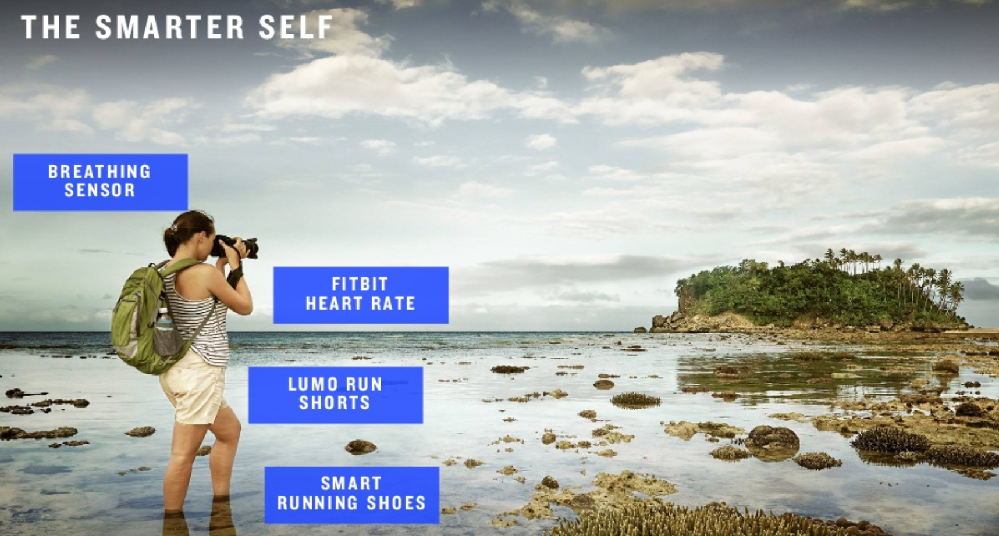 THE SMARTER SELF
BREATHING
SENSOR
FITBIT
HEART RATE
LUMO RUN
SHORTS
SMART
RUNNING SHOES